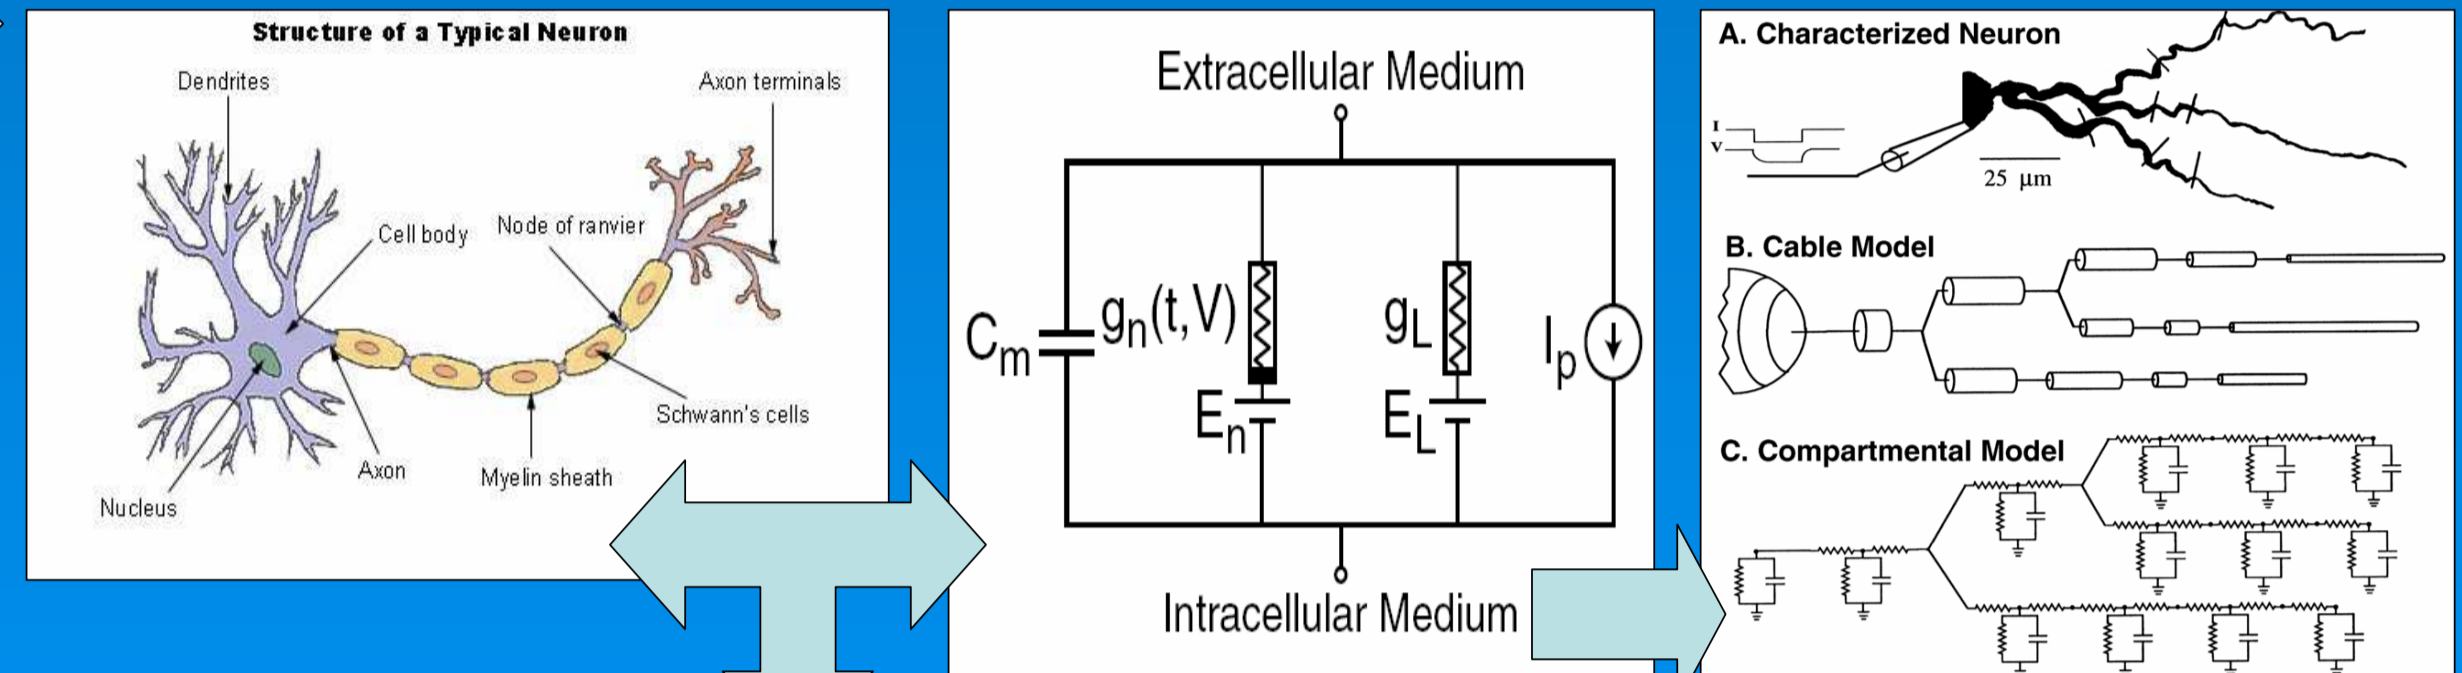 Structure of a Typical Neuron
Dendrites
Axon terminals
Cell body
Node of ranvier
Schwann's cells
Axon
Myelin sheath
Nucleus
Extracellular Medium
Cm
gn(t,V)
En
gL
EL
Ip
Intracellular Medium
A. Characterized Neuron
I
V
25 μm
B. Cable Model
C. Compartmental Model